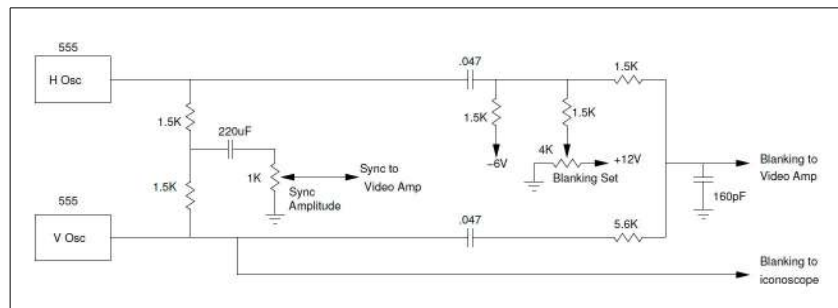 555
H Osc
.047
1.5K
1.5K
220uF
1.5K
1.5K
-6V
4K
+12V
Blanking Set
1K
Sync to
Video Amp
Sync
Amplitude
1.5K
Blanking to
Video Amp
160pF
555
V Osc
.047
5.6K
Blanking to
iconoscope